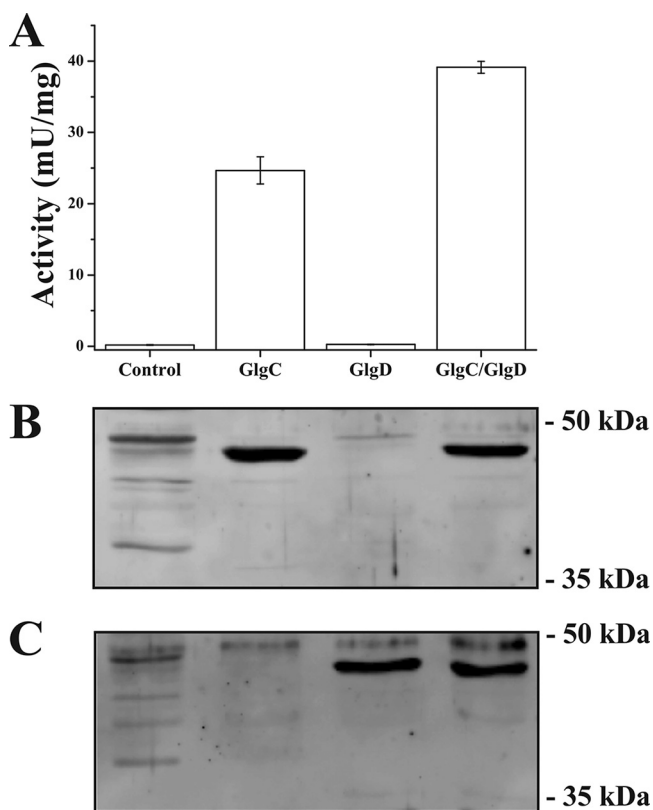 A
Activity (mU/mg)
40
30
20
10
0
Control GlgC GlgD GlgC/GlgD
B
- 50 kDa
- 35 kDa
C
- 50 kDa
- 35 kDa